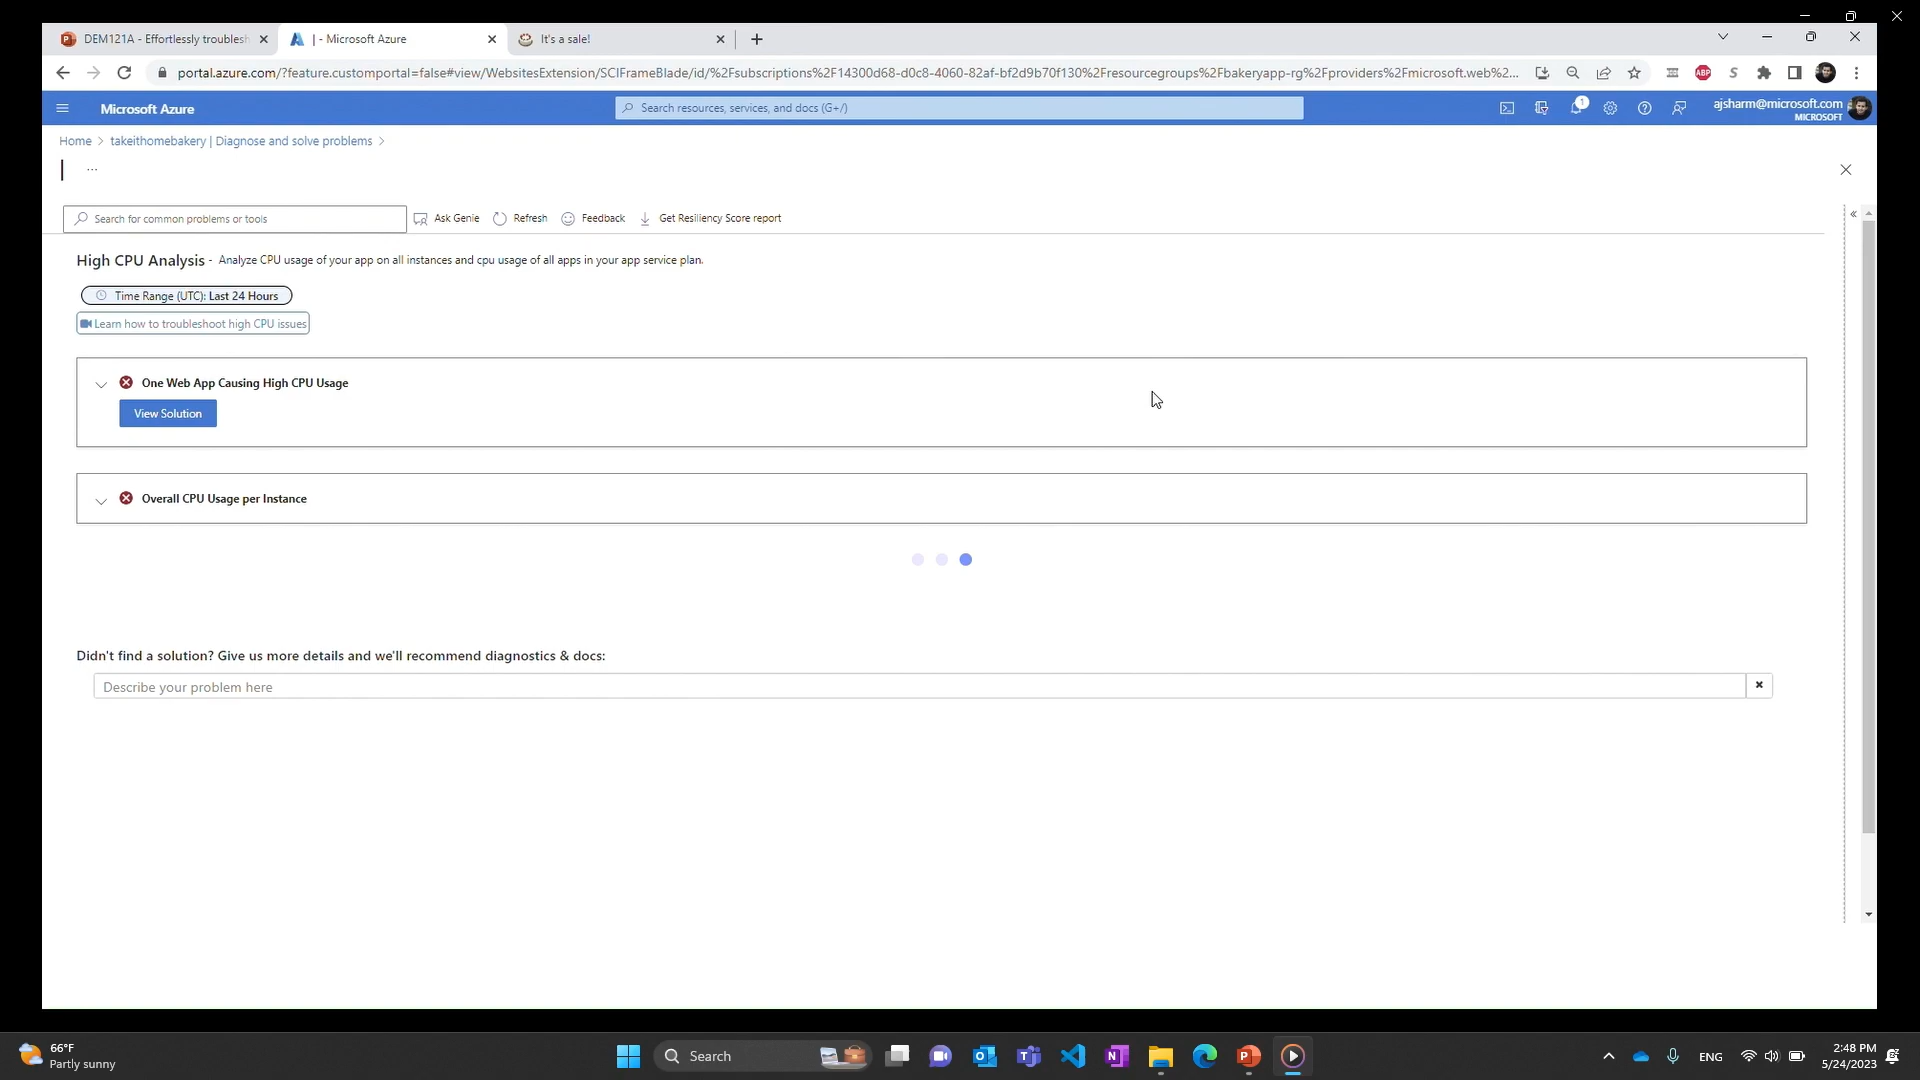 DEM121A - Effortlessly troublesh
| - Microsoft Azure
It's a sale!
portal.azure.com/?feature.customportal=false#view/WebsitesExtension/SCIFrameBlade/id/%2Fsubscriptions%2F14300d68-d0c8-4060-82af-bf2d9b70f130%2Fresourcegroups%2Fbakeryapp-rg%2Fproviders%2Fmicrosoft.web%2...
ABP
S
Microsoft Azure
Search resources, services, and docs (G+/)
1
ajsharm@microsoft.com
MICROSOFT
Home > takeithomebakery | Diagnose and solve problems >
| ...
Search for common problems or tools
Ask Genie
Refresh
Feedback
Get Resiliency Score report
High CPU Analysis - Analyze CPU usage of your app on all instances and cpu usage of all apps in your app service plan.
Time Range (UTC): Last 24 Hours
Learn how to troubleshoot high CPU issues
One Web App Causing High CPU Usage
View Solution
Overall CPU Usage per Instance
Didn't find a solution? Give us more details and we'll recommend diagnostics & docs:
Describe your problem here
66°F
Partly sunny
Search
ENG
2:48 PM
5/24/2023